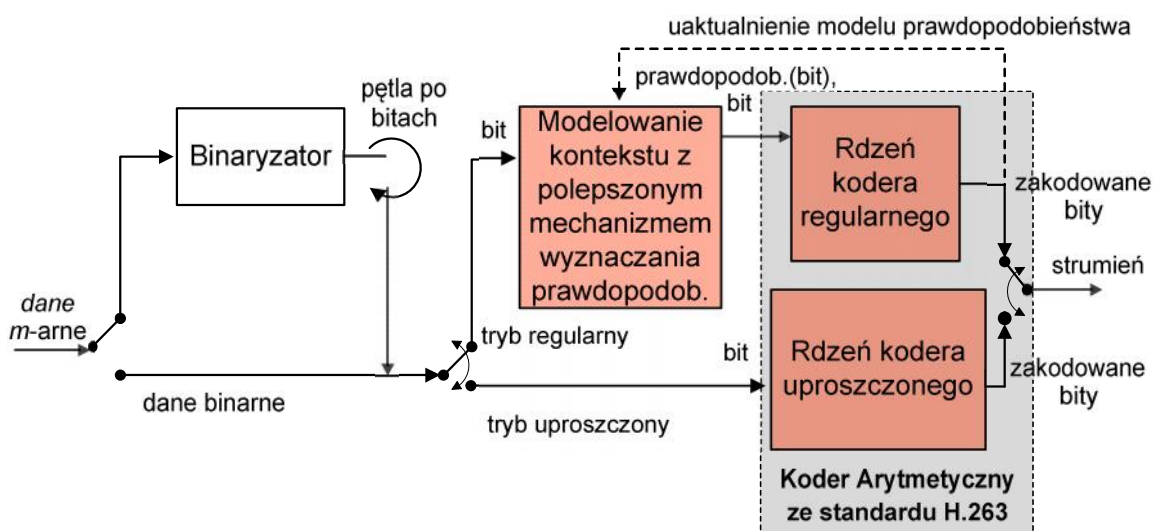 uaktualnienie modelu prawdopodobieństwa
pętla po
bitach
prawdopodob.(bit),
bit
bit
Binaryzator
Modelowanie
kontekstu z
polepszonym
mechanizmem
wyznaczania
prawdopodob.
Rdzeń
kodera
regularnego
zakodowane
bity
strumień
dane
m-arne
tryb regularny
bit
Rdzeń kodera
uproszczonego
zakodowane
bity
dane binarne
tryb uproszczony
Koder Arytmetyczny
ze standardu H.263